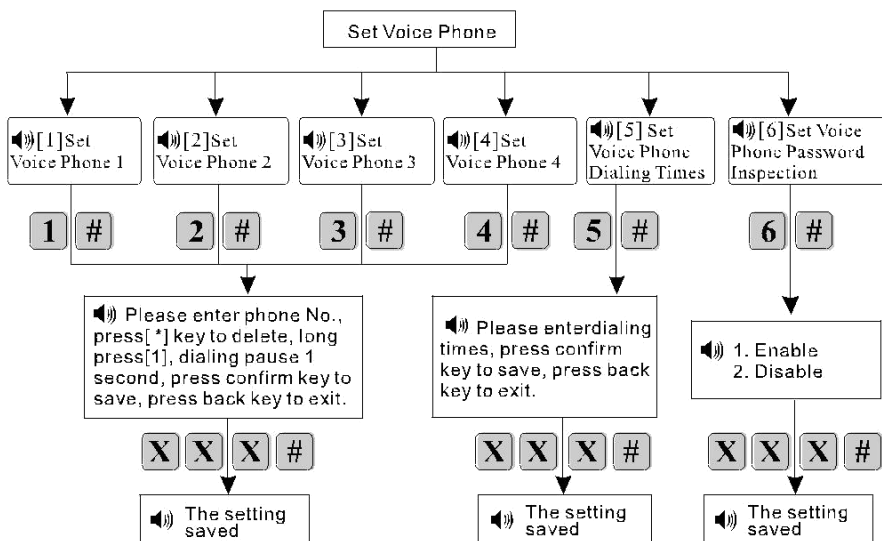 Set Voice Phone
[1]Set
Voice Phone 1
[2]Set
Voice Phone 2
[3]Set
Voice Phone 3
[4]Set
Voice Phone 4
[5] Set
Voice Phone
Dialing Times
[6]Set Voice
Phone Password
Inspection
1 #
2 #
3 #
4 #
5 #
6 #
Please enter phone No.,
press[ *] key to delete, long
press[1], dialing pause 1
second, press confirm key to
save, press back key to exit.
Please enterdialing
times, press confirm
key to save, press back
key to exit.
1. Enable
2. Disable
X X X #
X X X #
X X X #
The setting
saved
The setting
saved
The setting
saved